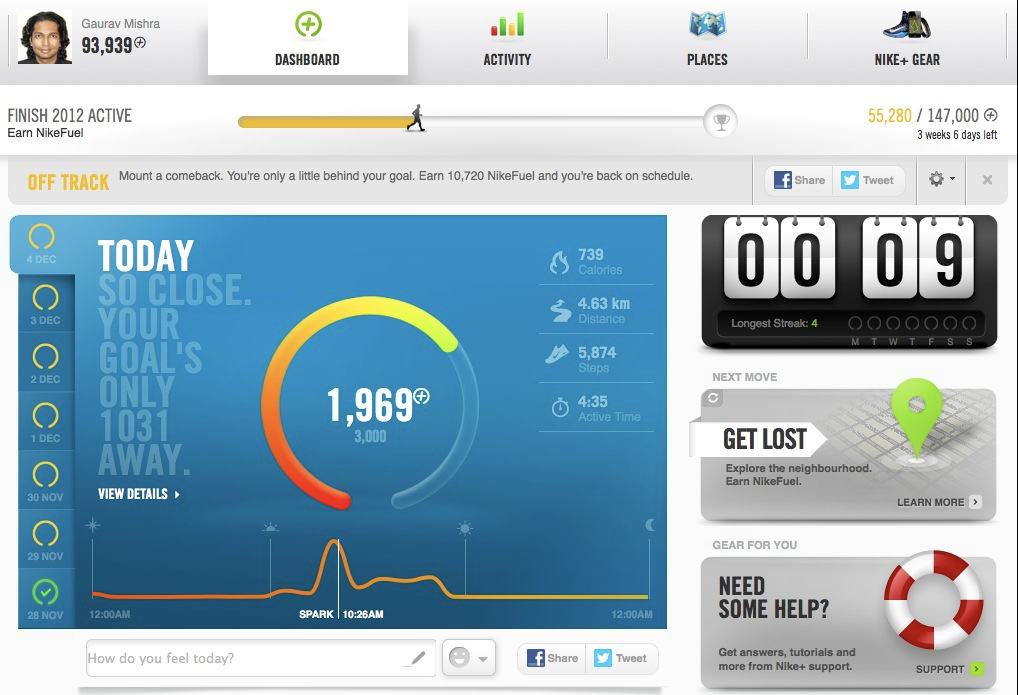 Gaurav Mishra
93,939
DASHBOARD
ACTIVITY
PLACES
NIKE+ GEAR
FINISH 2012 ACTIVE
Earn NikeFuel
55,280 / 147,000
3 weeks 6 days left
OFF TRACK
Mount a comeback. You're only a little behind your goal. Earn 10,720 NikeFuel and you're back on schedule.
Share
Tweet
4 DEC
3 DEC
2 DEC
1 DEC
30 NOV
29 NOV
28 NOV
TODAY
SO CLOSE.
YOUR
GOAL'S
ONLY
1031
AWAY.
VIEW DETAILS
1,969
3,000
739
Calories
4.63 km
Distance
5,874
Steps
4:35
Active Time
12:00AM
SPARK 10:26AM
12:00AM
How do you feel today?
Share
Tweet
0 0 0 9
Longest Streak: 4
M T W T F S S
NEXT MOVE
GET LOST
Explore the neighbourhood.
Earn NikeFuel.
LEARN MORE
GEAR FOR YOU
NEED
SOME HELP?
Get answers, tutorials and
more from Nike+ support.
SUPPORT